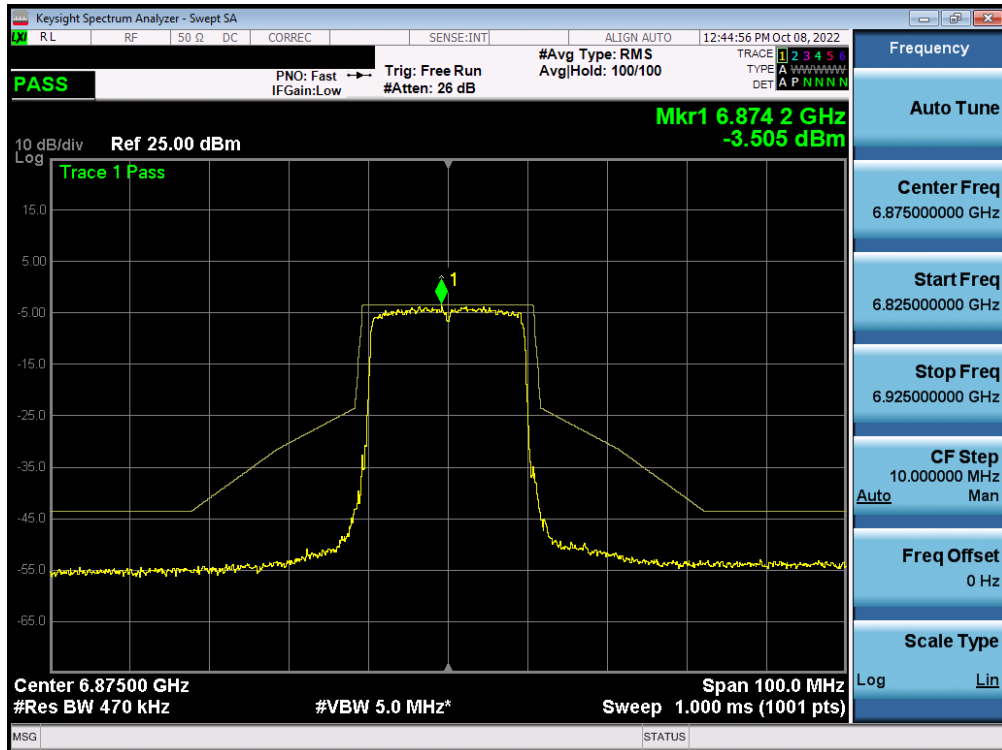 Keysight Spectrum Analyzer - Swept SA
LXI RL RF 50 Ω DC CORREC SENSE:INT ALIGN AUTO 12:44:56 PM Oct 08, 2022
PASS
PNO: Fast
IFGain:Low
Trig: Free Run
#Atten: 26 dB
#Avg Type: RMS
Avg|Hold: 100/100
TRACE 1 2 3 4 5 6
TYPE A WWWWW
DET A P N N N N
Mkr1 6.874 2 GHz
-3.505 dBm
10 dB/div Ref 25.00 dBm
Log
Trace 1 Pass
15.0
5.00
1
-5.00
-15.0
-25.0
-35.0
-45.0
-55.0
-65.0
Center 6.87500 GHz Span 100.0 MHz
#Res BW 470 kHz #VBW 5.0 MHz* Sweep 1.000 ms (1001 pts)
MSG STATUS
Frequency
Auto Tune
Center Freq
6.875000000 GHz
Start Freq
6.825000000 GHz
Stop Freq
6.925000000 GHz
CF Step
10.000000 MHz
Auto Man
Freq Offset
0 Hz
Scale Type
Log Lin